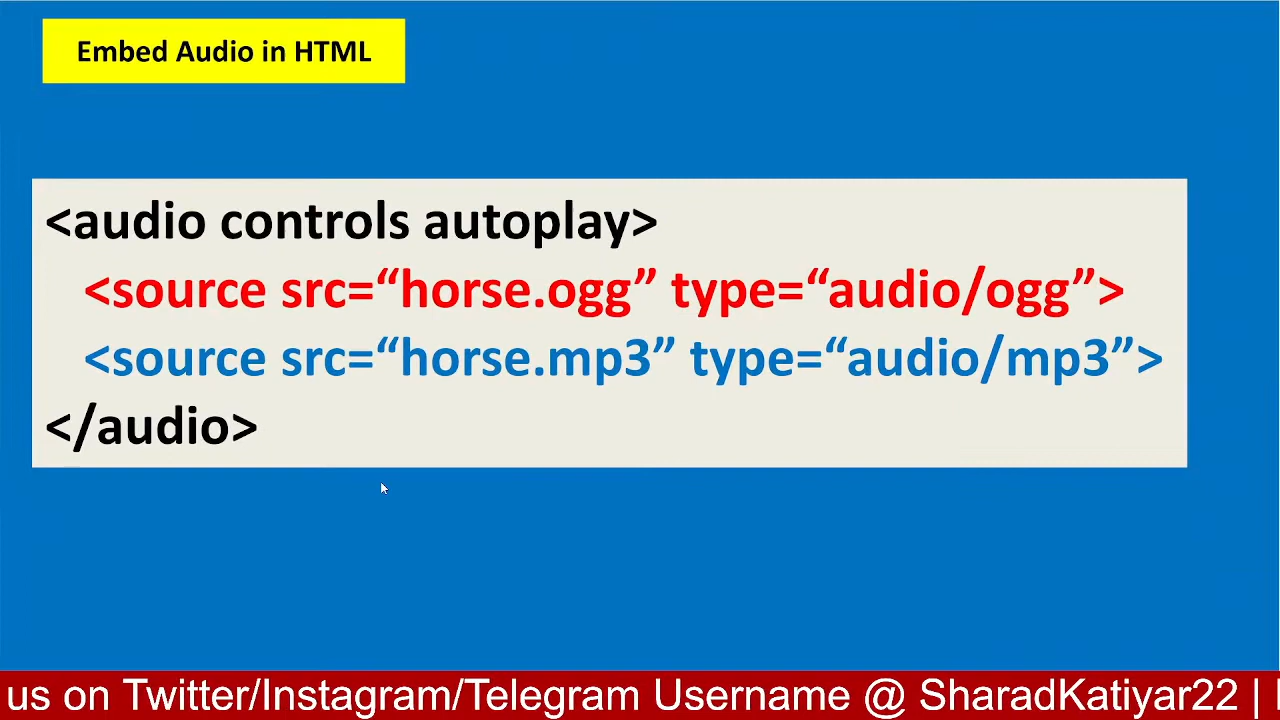 Embed Audio in HTML
<audio controls autoplay>
<source src=“horse.ogg” type=“audio/ogg”>
<source src=“horse.mp3” type=“audio/mp3”>
</audio>
us on Twitter/Instagram/Telegram Username @ SharadKatiyar22 |